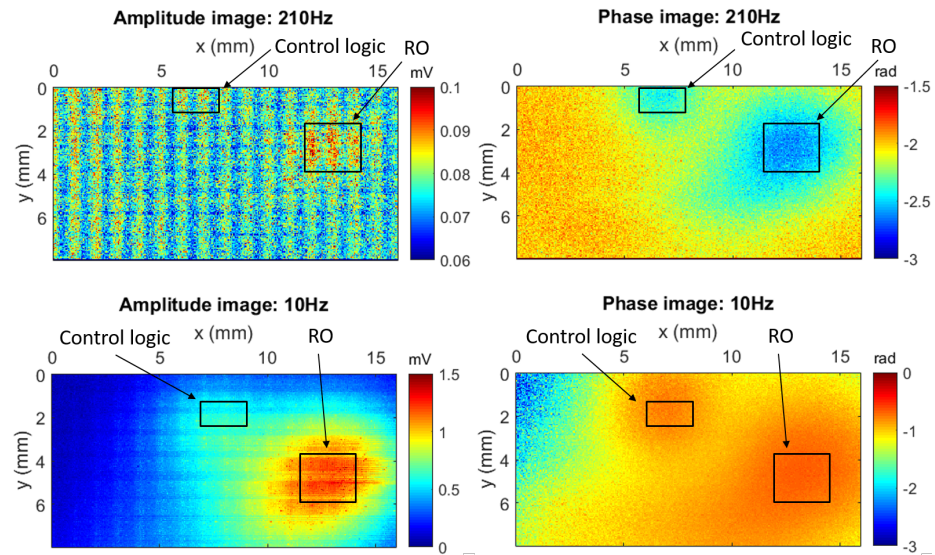 Amplitude image: 210Hz
x (mm)
Control logic
RO
0 5 10 15
mV
0
2
4
6
y (mm)
0.1
0.09
0.08
0.07
0.06
Phase image: 210Hz
x (mm)
Control logic
RO
0 5 10 15
rad
0
2
4
6
y (mm)
-1.5
-2
-2.5
-3
Amplitude image: 10Hz
x (mm)
Control logic
RO
0 5 10 15
mV
0
2
4
6
y (mm)
1.5
1
0.5
0
Phase image: 10Hz
x (mm)
Control logic
RO
0 5 10 15
rad
0
2
4
6
y (mm)
0
-1
-2
-3